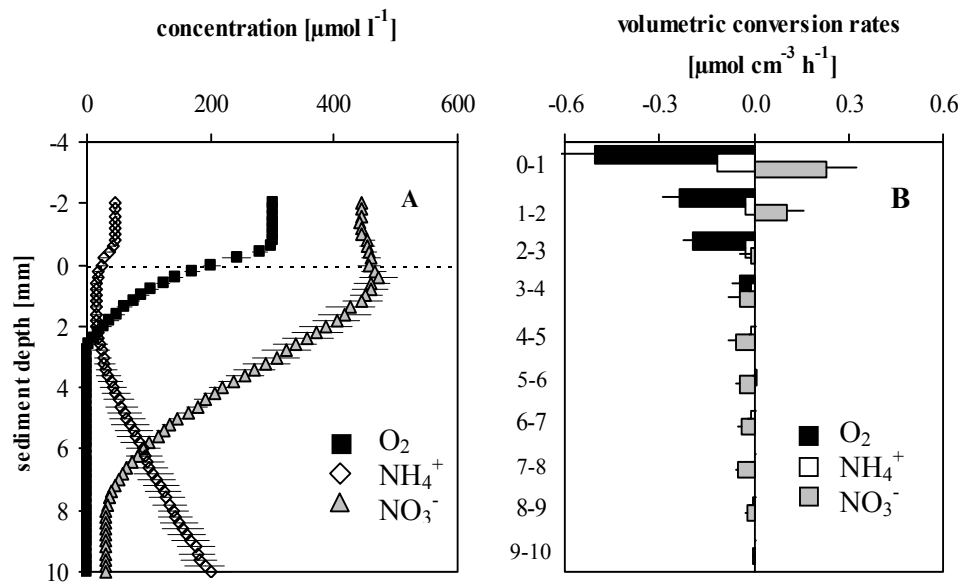 concentration [µmol l⁻¹]
0 200 400 600
sediment depth [mm]
-4
-2
0
2
4
6
8
10
A
O₂
NH₄⁺
NO₃⁻
volumetric conversion rates
[µmol cm⁻³ h⁻¹]
-0.6 -0.3 0.0 0.3 0.6
0-1
1-2
2-3
3-4
4-5
5-6
6-7
7-8
8-9
9-10
B
O₂
NH₄⁺
NO₃⁻